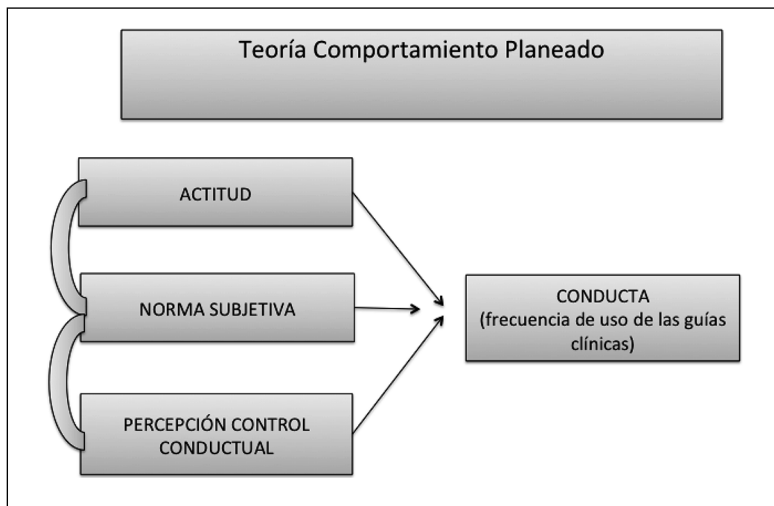 Teoría Comportamiento Planeado
ACTITUD
NORMA SUBJETIVA
PERCEPCIÓN CONTROL
CONDUCTUAL
CONDUCTA
(frecuencia de uso de las guías
clínicas)